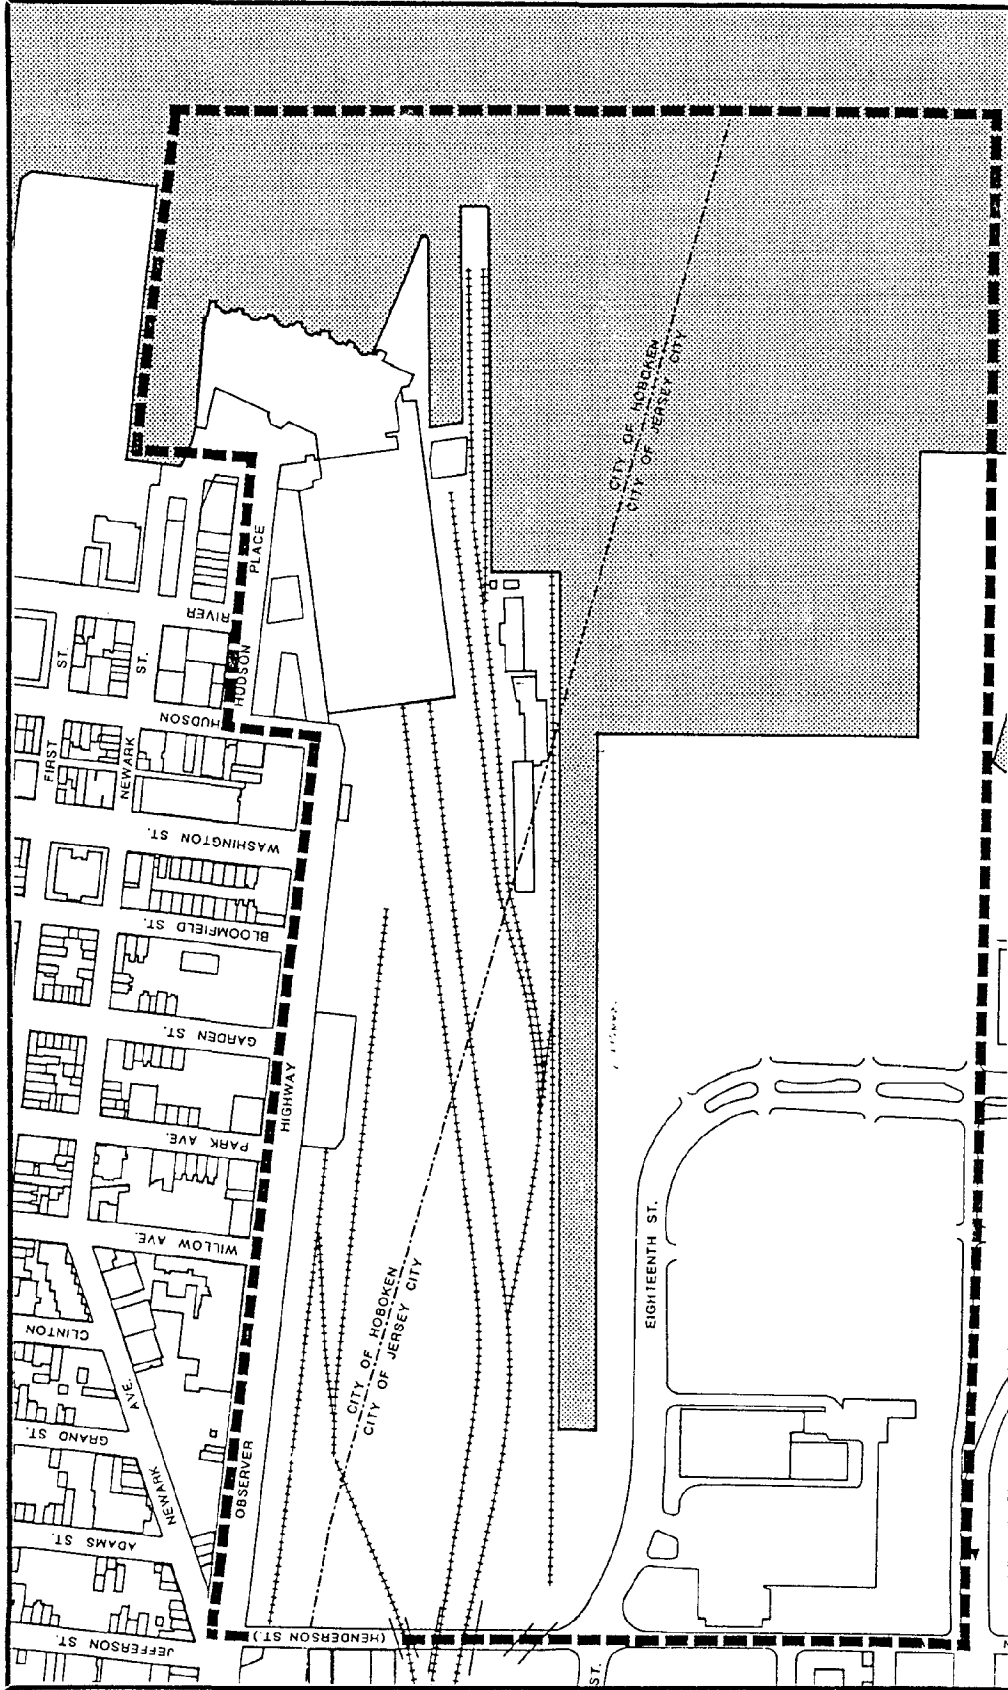 CITY OF HOBOKEN
CITY OF JERSEY CITY
PLACE
RIVER
HUDSON
ST.
ST.
HUDSON
FIRST
NEWARK
WASHINGTON ST.
BLOOMFIELD ST.
GARDEN ST.
HIGHWAY
PARK AVE.
WILLOW AVE.
EIGHTEENTH ST.
CITY OF HOBOKEN
CITY OF JERSEY CITY
CLINTON
AVE.
GRAND ST.
OBSERVER
NEWARK
ADAMS ST.
JEFFERSON ST.
(HENDERSON ST.)
ST.